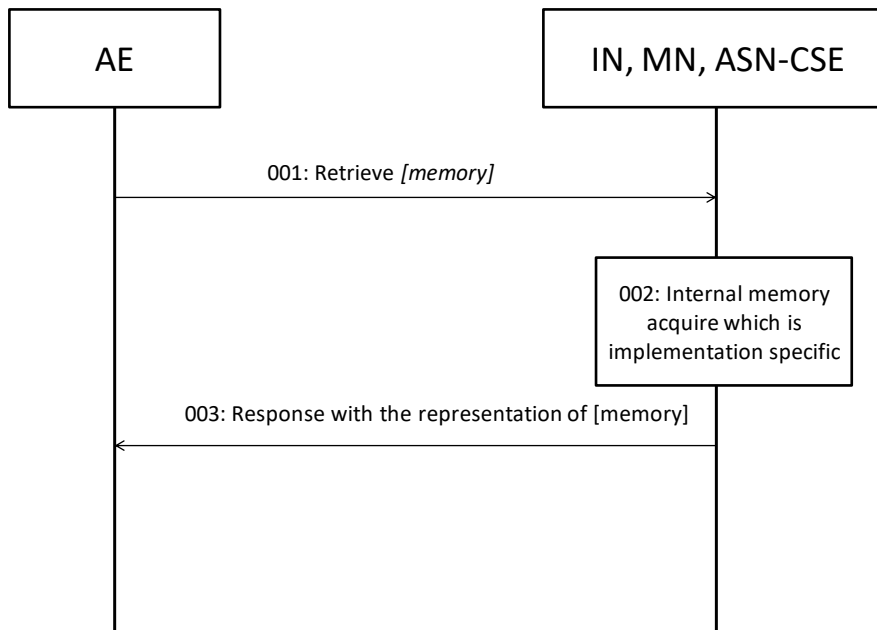 AE
IN, MN, ASN-CSE
001: Retrieve [memory]
002: Internal memory
acquire which is
implementation specific
003: Response with the representation of [memory]